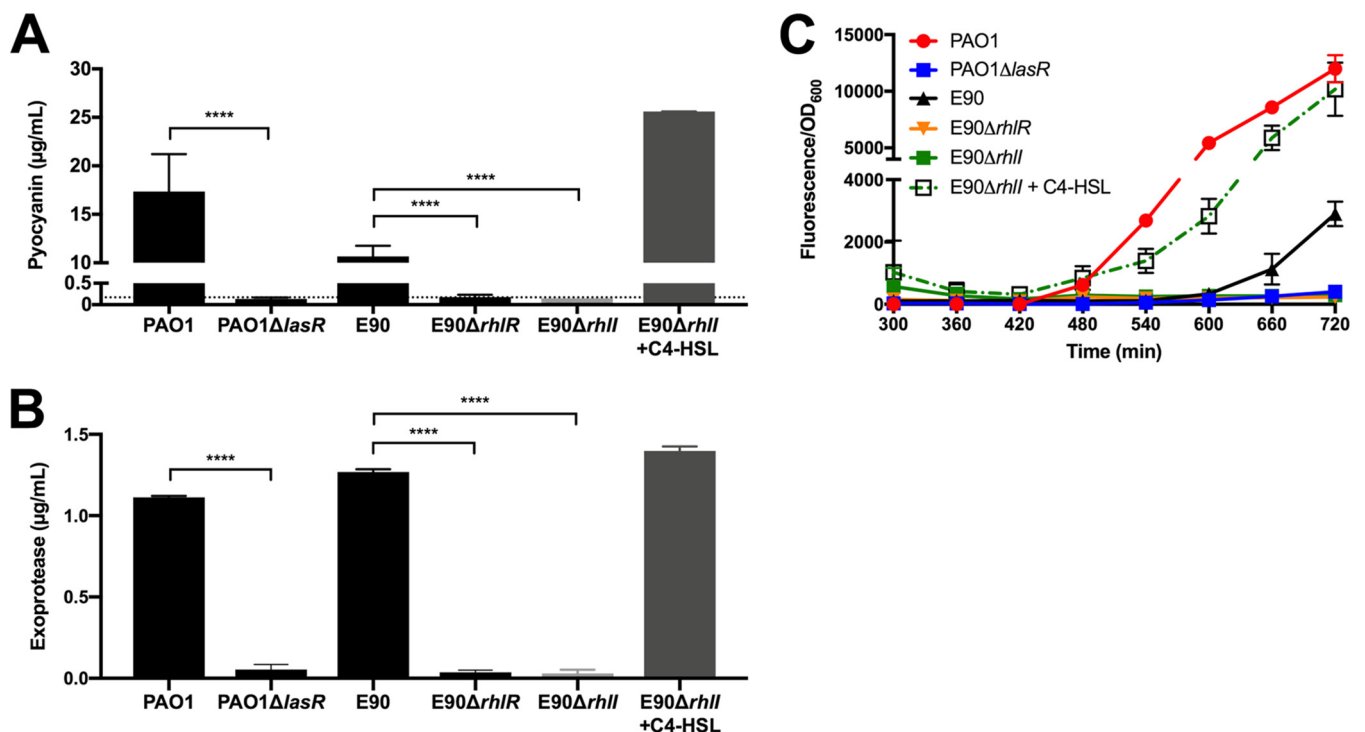 A
Pyocyanin (µg/mL)
30
25
20
15
10
0.5
0
****
****
****
PAO1
PAO1ΔlasR
E90
E90ΔrhlR
E90ΔrhlI
E90ΔrhlI
+C4-HSL
B
Exoprotease (µg/mL)
1.5
1.0
0.5
0.0
****
****
****
PAO1
PAO1ΔlasR
E90
E90ΔrhlR
E90ΔrhlI
E90ΔrhlI
+C4-HSL
C
Fluorescence/OD600
15000
10000
5000
4000
2000
0
PAO1
PAO1ΔlasR
E90
E90ΔrhlR
E90ΔrhlI
E90ΔrhlI + C4-HSL
300 360 420 480 540 600 660 720
Time (min)